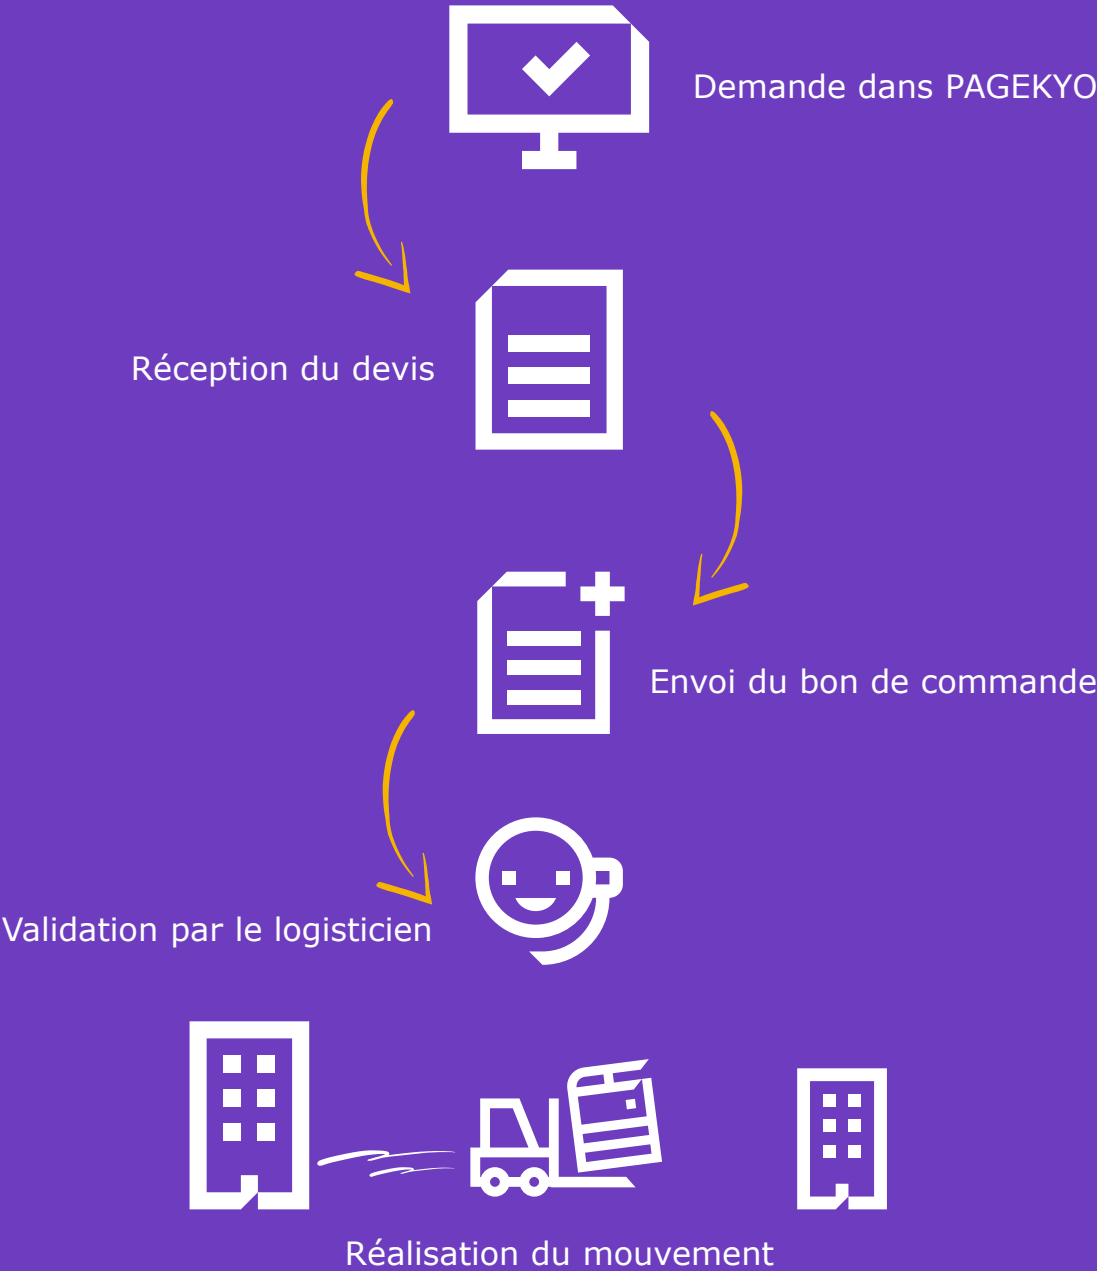 Demande dans PAGEKYO
Réception du devis
Envoi du bon de commande
Validation par le logisticien
Réalisation du mouvement